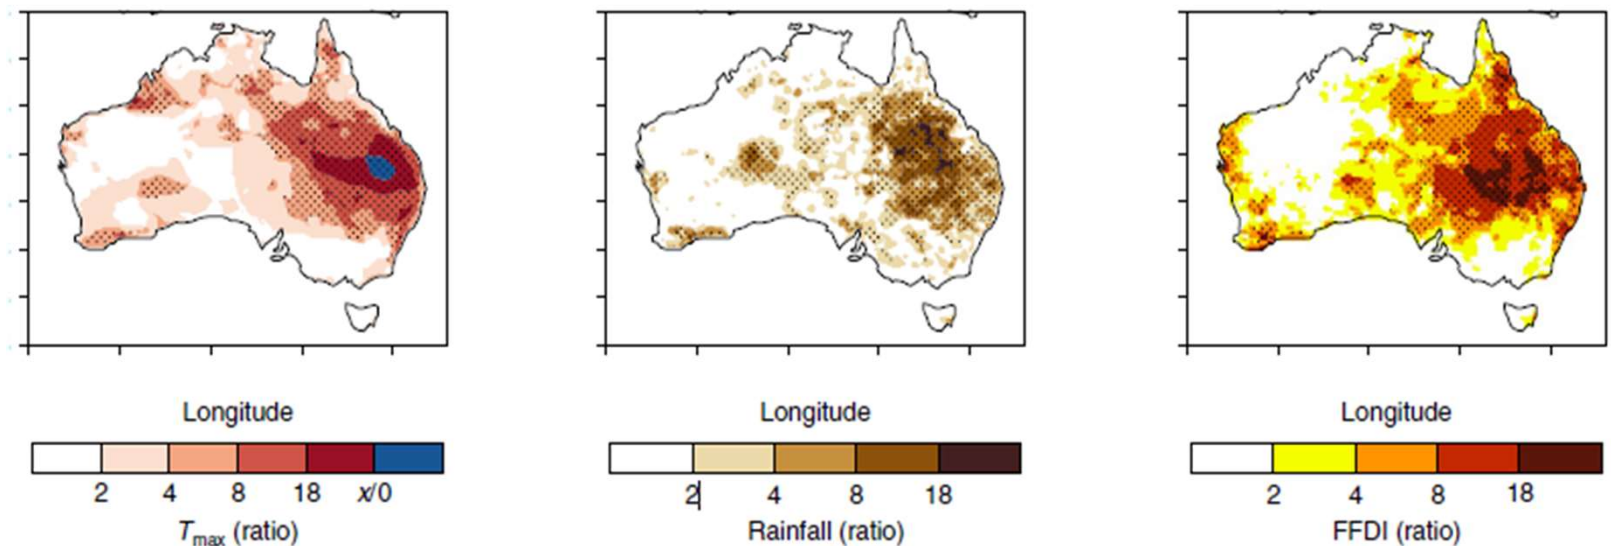 Longitude
2 4 8 18 x/0
Tmax (ratio)
Longitude
2 4 8 18
Rainfall (ratio)
Longitude
2 4 8 18
FFDI (ratio)